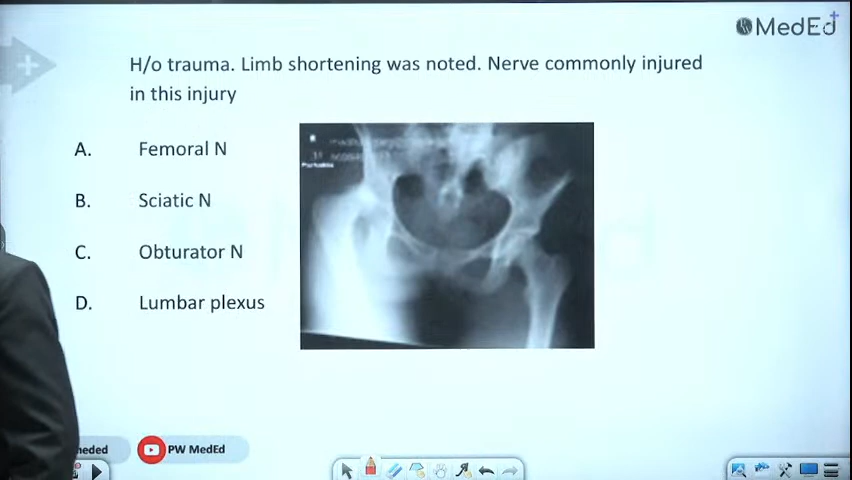 MedEd
H/o trauma. Limb shortening was noted. Nerve commonly injured
in this injury
A. Femoral N
B. Sciatic N
C. Obturator N
D. Lumbar plexus
PW MedEd